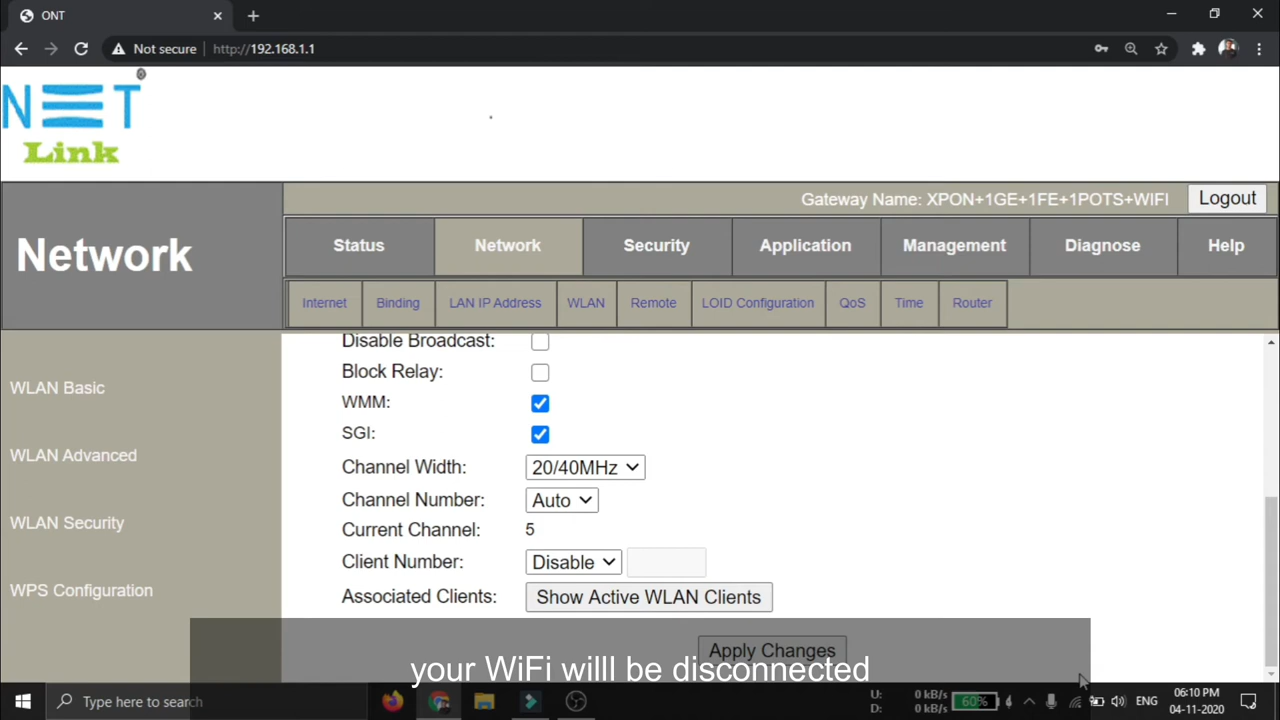 ONT
Not secure
http://192.168.1.1
NET
Link
Gateway Name: XPON+1GE+1FE+1POTS+WIFI
Logout
Network
Status
Network
Security
Application
Management
Diagnose
Help
Internet
Binding
LAN IP Address
WLAN
Remote
LOID Configuration
QoS
Time
Router
WLAN Basic
WLAN Advanced
WLAN Security
WPS Configuration
Disable Broadcast:
Block Relay:
WMM:
SGI:
Channel Width: 20/40MHz
Channel Number: Auto
Current Channel: 5
Client Number: Disable
Associated Clients: Show Active WLAN Clients
Apply Changes
your WiFi willl be disconnected
Type here to search
U: 0 kB/s
D: 0 kB/s
60%
ENG
06:10 PM
04-11-2020